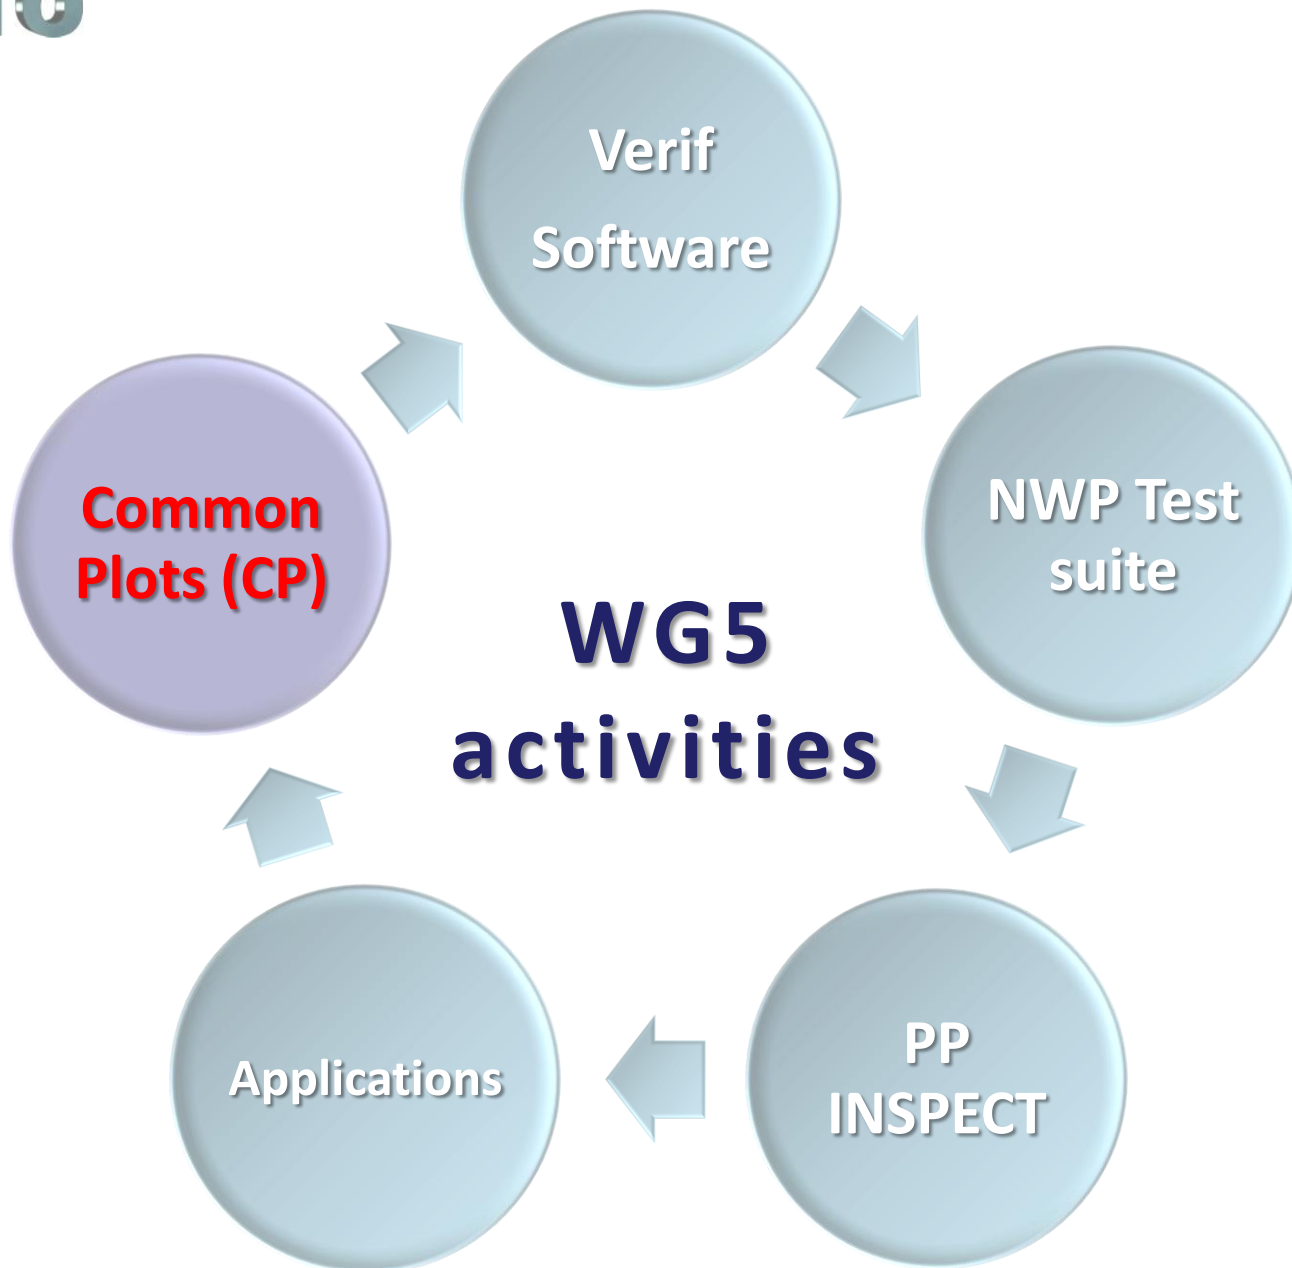 Verif
Software
NWP Test
suite
Common
Plots (CP)
WG5
activities
PP
INSPECT
Applications